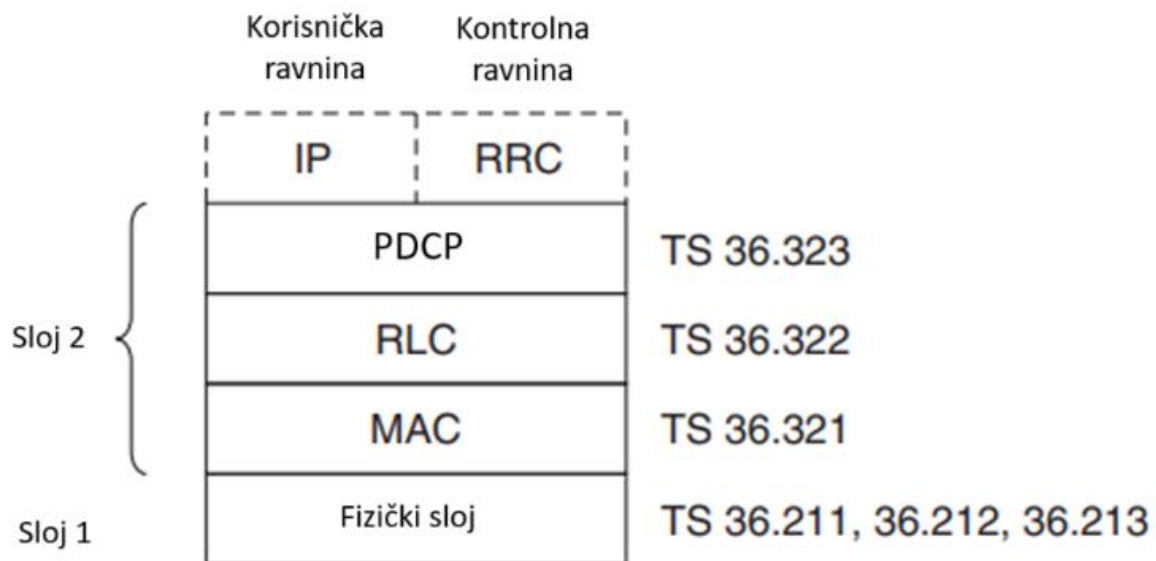 Korisnička
ravnina
Kontrolna
ravnina
IP
RRC
PDCP
TS 36.323
Sloj 2
RLC
TS 36.322
MAC
TS 36.321
Sloj 1
Fizički sloj
TS 36.211, 36.212, 36.213